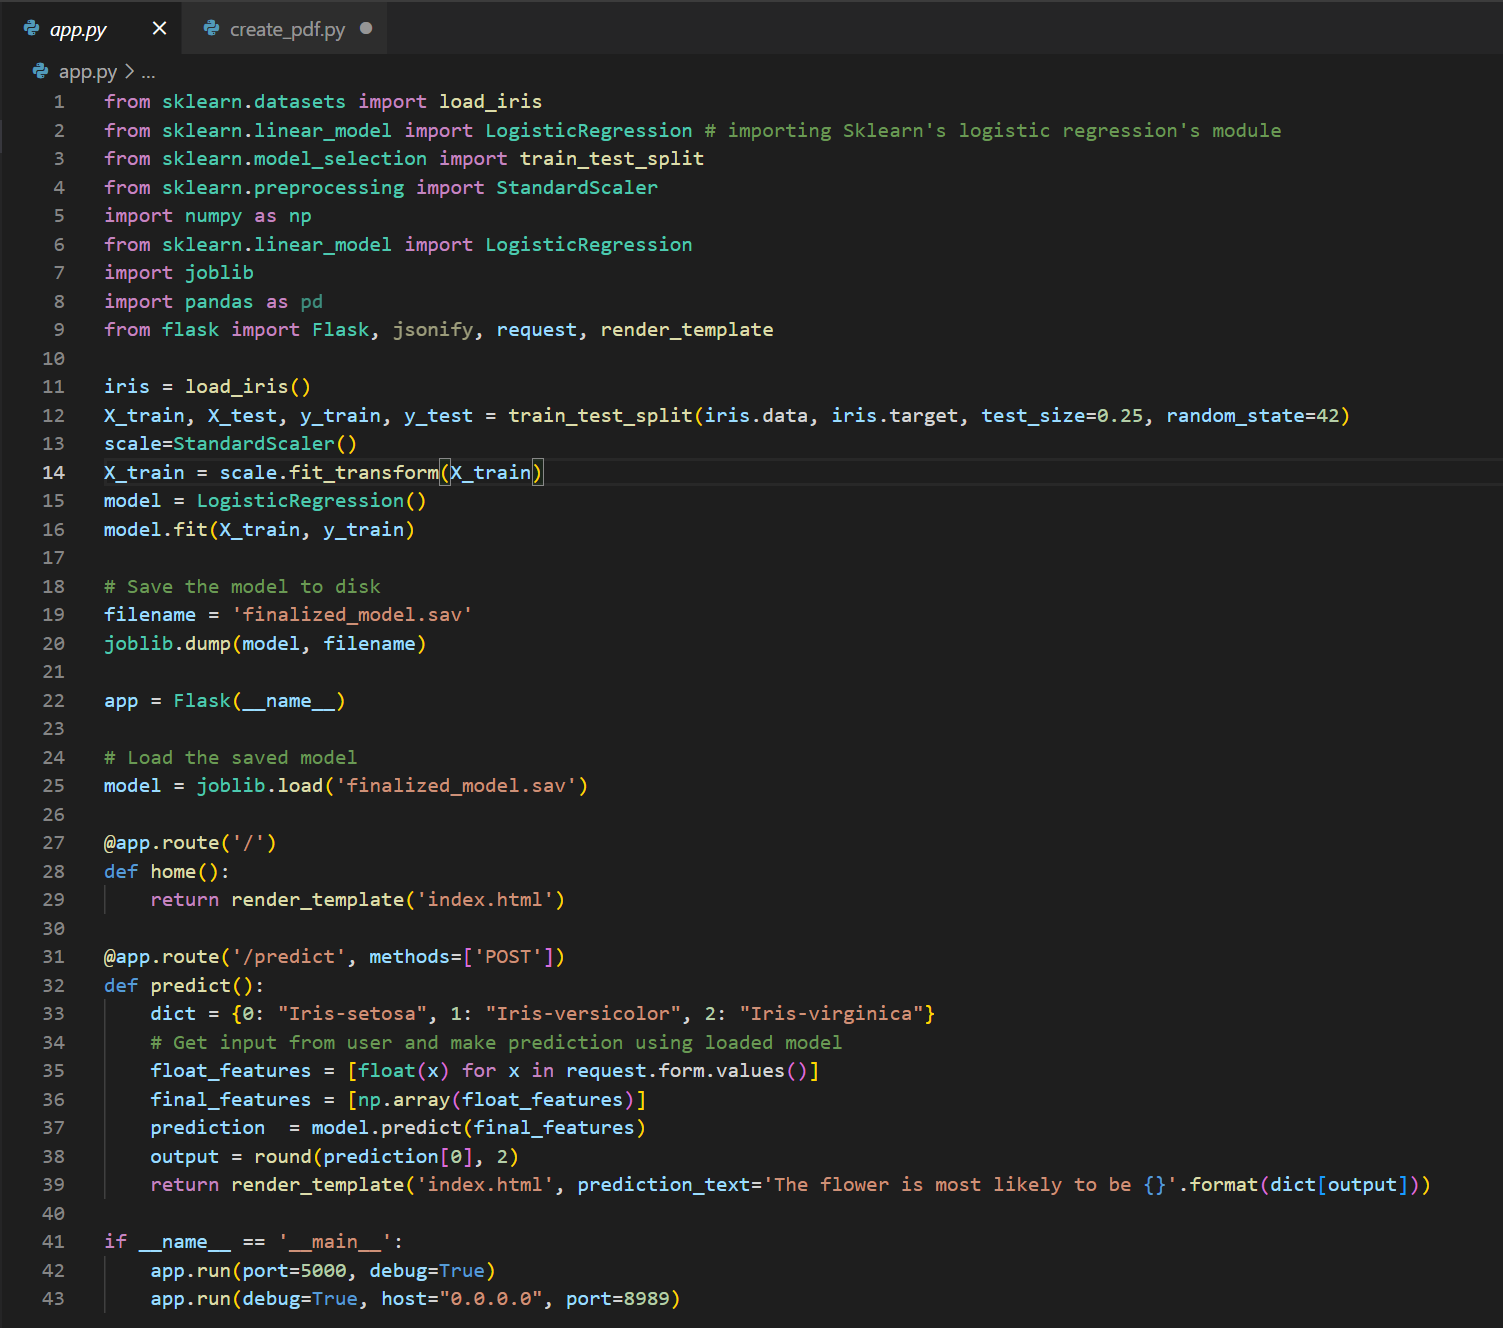 app.py × create_pdf.py ●
app.py > ...
1 from sklearn.datasets import load_iris
2 from sklearn.linear_model import LogisticRegression # importing Sklearn's logistic regression's module
3 from sklearn.model_selection import train_test_split
4 from sklearn.preprocessing import StandardScaler
5 import numpy as np
6 from sklearn.linear_model import LogisticRegression
7 import joblib
8 import pandas as pd
9 from flask import Flask, jsonify, request, render_template
10
11 iris = load_iris()
12 X_train, X_test, y_train, y_test = train_test_split(iris.data, iris.target, test_size=0.25, random_state=42)
13 scale=StandardScaler()
14 X_train = scale.fit_transform(X_train)
15 model = LogisticRegression()
16 model.fit(X_train, y_train)
17
18 # Save the model to disk
19 filename = 'finalized_model.sav'
20 joblib.dump(model, filename)
21
22 app = Flask(__name__)
23
24 # Load the saved model
25 model = joblib.load('finalized_model.sav')
26
27 @app.route('/')
28 def home():
29     return render_template('index.html')
30
31 @app.route('/predict', methods=['POST'])
32 def predict():
33     dict = {0: "Iris-setosa", 1: "Iris-versicolor", 2: "Iris-virginica"}
34     # Get input from user and make prediction using loaded model
35     float_features = [float(x) for x in request.form.values()]
36     final_features = [np.array(float_features)]
37     prediction  = model.predict(final_features)
38     output = round(prediction[0], 2)
39     return render_template('index.html', prediction_text='The flower is most likely to be {}'.format(dict[output]))
40
41 if __name__ == '__main__':
42     app.run(port=5000, debug=True)
43     app.run(debug=True, host="0.0.0.0", port=8989)